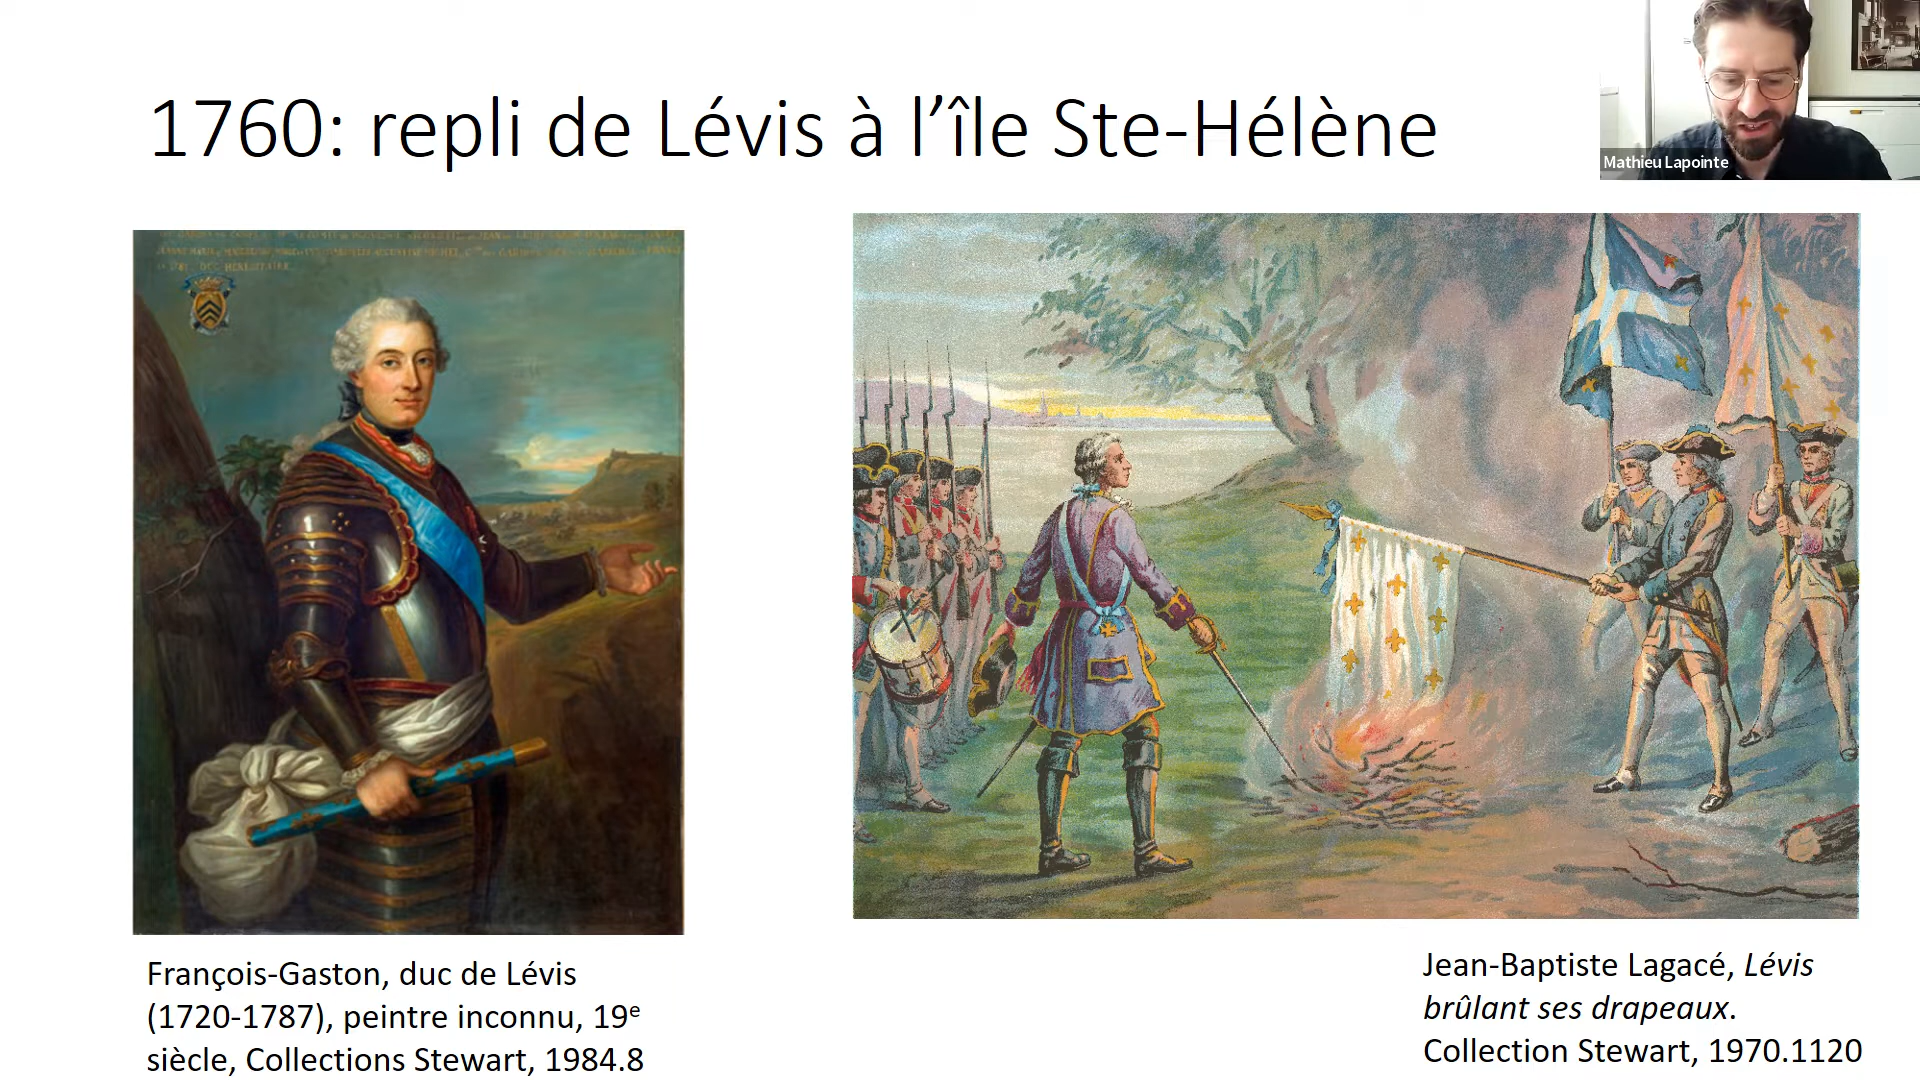 1760: repli de Lévis à l’île Ste-Hélène
Mathieu Lapointe
François-Gaston, duc de Lévis
(1720-1787), peintre inconnu, 19e
siècle, Collections Stewart, 1984.8
Jean-Baptiste Lagacé, Lévis
brûlant ses drapeaux.
Collection Stewart, 1970.1120